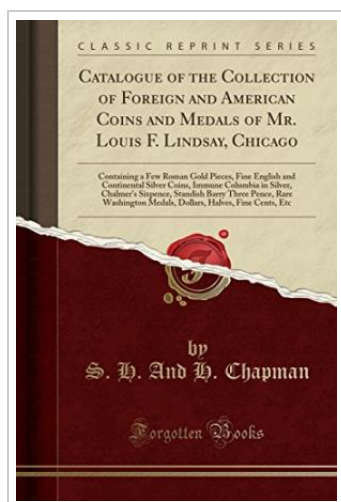 CLASSIC REPRINT SERIES
CATALOGUE OF THE COLLECTION
OF FOREIGN AND AMERICAN
COINS AND MEDALS OF MR.
LOUIS F. LINDSAY, CHICAGO
Containing a Few Roman Gold Pieces, Fine English and
Continental Silver Coins, Immune Columbia in Silver,
Chalmer's Sixpence, Standish Barry Three Pence, Rare
Washington Medals, Dollars, Halves, Fine Cents, Etc
by
S. H. And H. Chapman
Forgotten Books